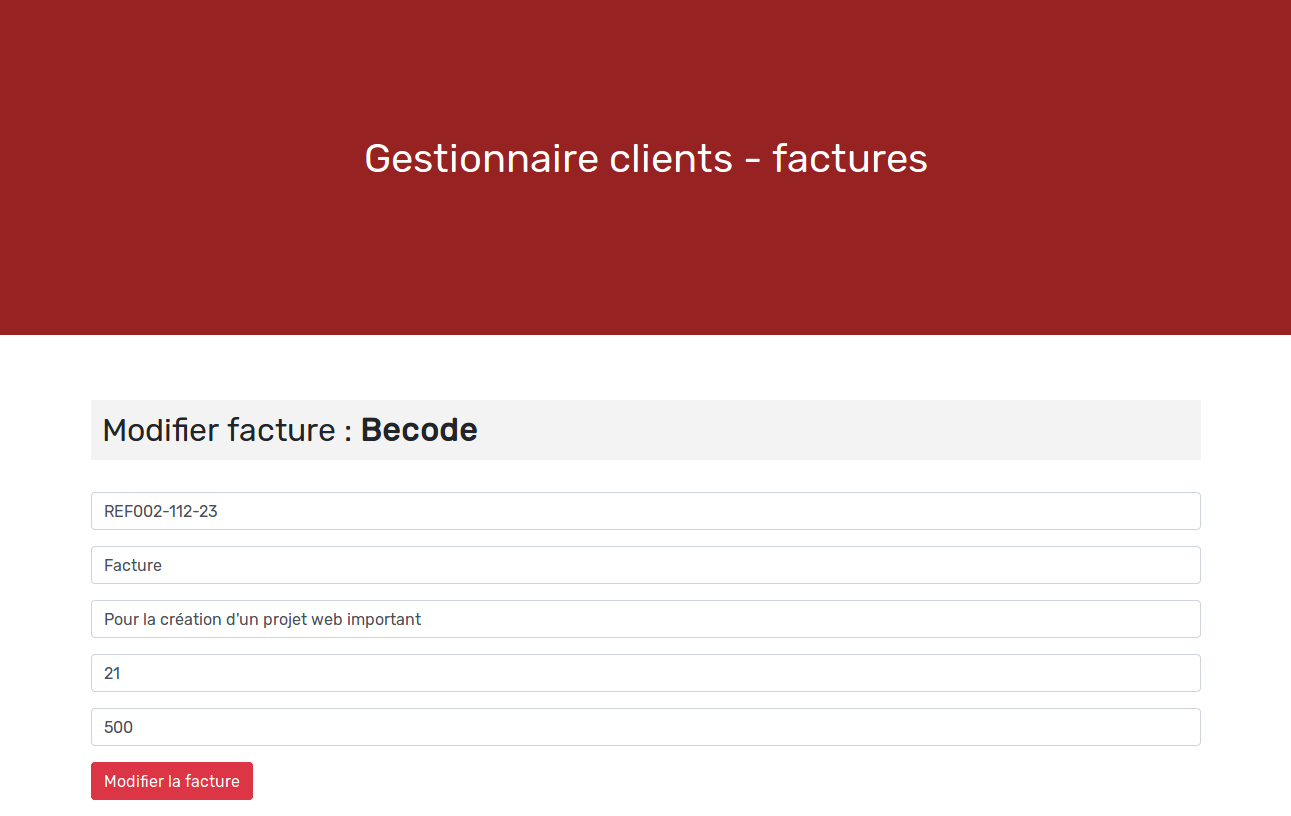 Gestionnaire clients - factures
Modifier facture : Becode
REF002-112-23
Facture
Pour la création d'un projet web important
21
500
Modifier la facture